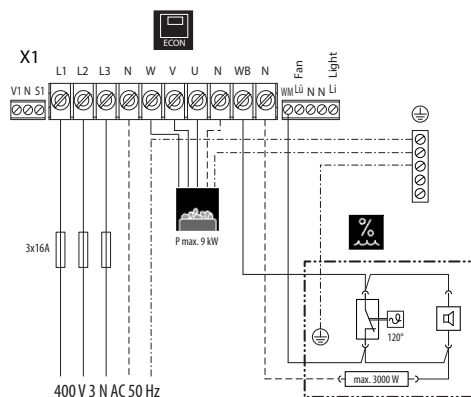 ECON
X1
L1 L2 L3 N W V U N WB N
V1 N S1
WM Lü N N Li
Fan
Light
3x16A
P max. 9 kW
%
120°
max. 3000 W
400 V 3 N AC 50 Hz